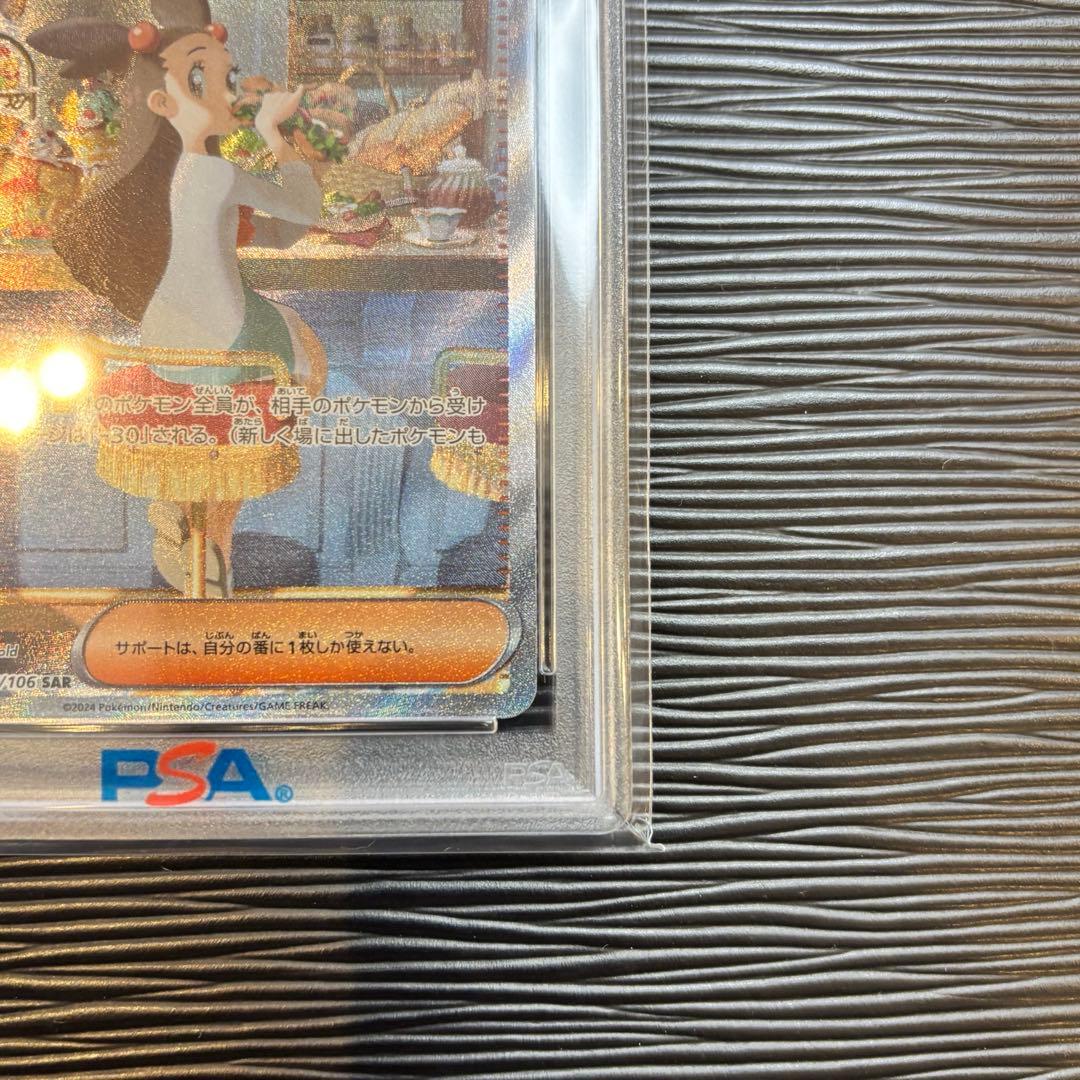 のポケモン全員が、相手のポケモンから受け
ジは「-30」される。(新しく場に出したポケモンも
サポートは、自分の番に1枚しか使えない。
/106 SAR
©2024 Pokémon/Nintendo/Creatures/GAME FREAK
PSA®
PSA